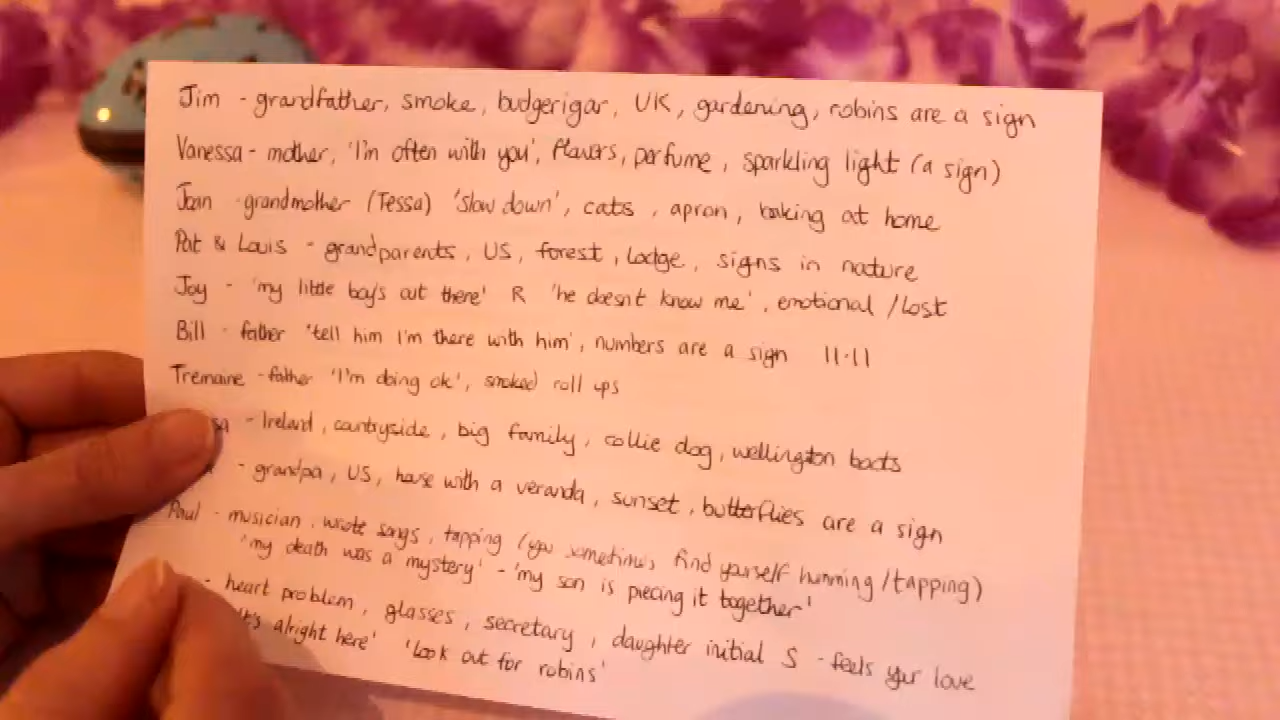 Jim - grandfather, smoke, budgerigar, UK, gardening, robins are a sign
Vanessa - mother, 'I'm often with you', flavors, perfume, sparkling light (a sign)
Joan - grandmother (Tessa) 'slow down', cats, apron, baking at home
Pat & Louis - grandparents, US, forest, lodge, signs in nature
Joy - 'my little boy's out there' R 'he doesn't know me', emotional / lost
Bill - father 'tell him I'm there with him', numbers are a sign 11.11
Tremaine - father 'I'm doing ok', smoked roll ups
sa - Ireland, countryside, big family, collie dog, wellington boots
- grandpa, US, house with a veranda, sunset, butterflies are a sign
Paul - musician, wrote songs, tapping (you sometimes find yourself humming/tapping)
'my death was a mystery' - 'my son is piecing it together'
- heart problem, glasses, secretary, daughter initial S - feels your love
It's alright here' 'Look out for robins'